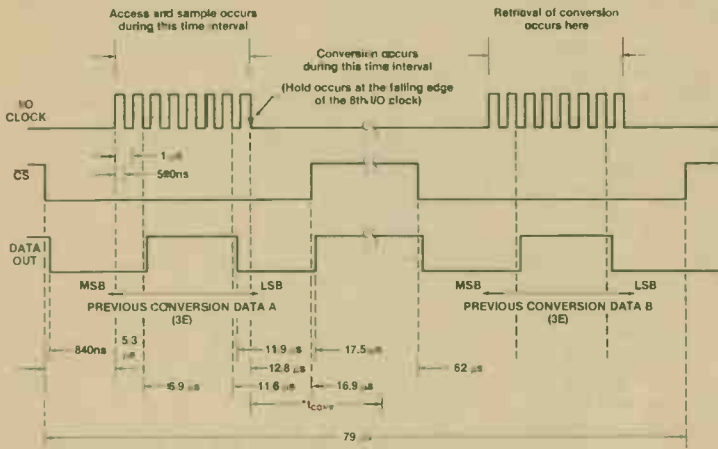 Access and sample occurs
during this time interval
Retrieval of conversion
occurs here
Conversion occurs
during this time interval
(Hold occurs at the falling edge
of the 8th I/O clock)
I/O
CLOCK
1 µs
CS
DATA
OUT
MSB
LSB
PREVIOUS CONVERSION DATA A
(3E)
MSB
LSB
PREVIOUS CONVERSION DATA B
(3E)
840ns
5.3
µs
11.9 µs
17.5 µs
12.8 µs
62 µs
11.6 µs
16.9 µs
79